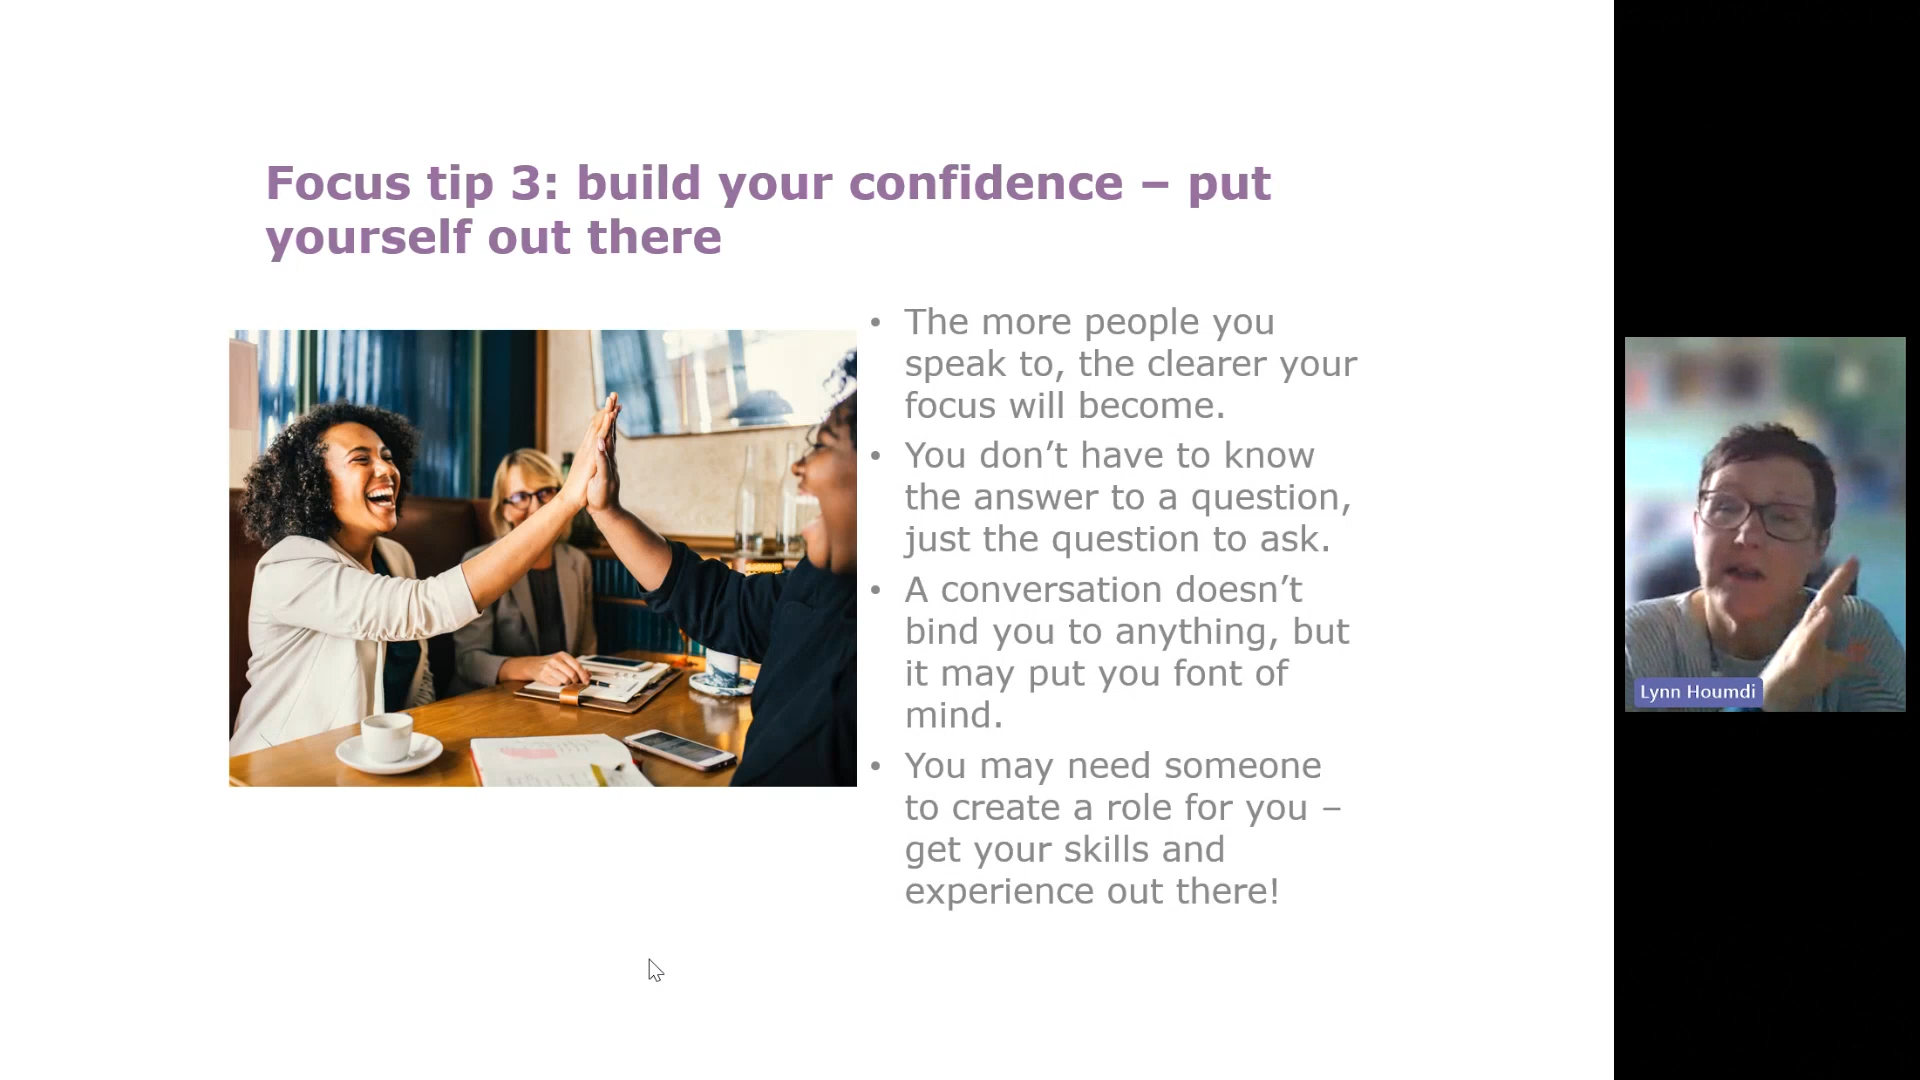 Focus tip 3: build your confidence – put
yourself out there
• The more people you
speak to, the clearer your
focus will become.
• You don’t have to know
the answer to a question,
just the question to ask.
• A conversation doesn’t
bind you to anything, but
it may put you font of
mind.
• You may need someone
to create a role for you –
get your skills and
experience out there!
Lynn Houmdi